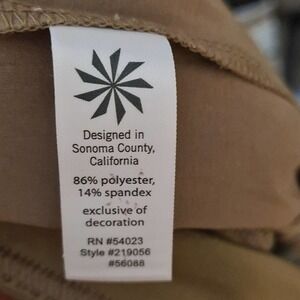 Designed in
Sonoma County,
California
86% polyester,
14% spandex
exclusive of
decoration
RN #54023
Style #219056
#56088